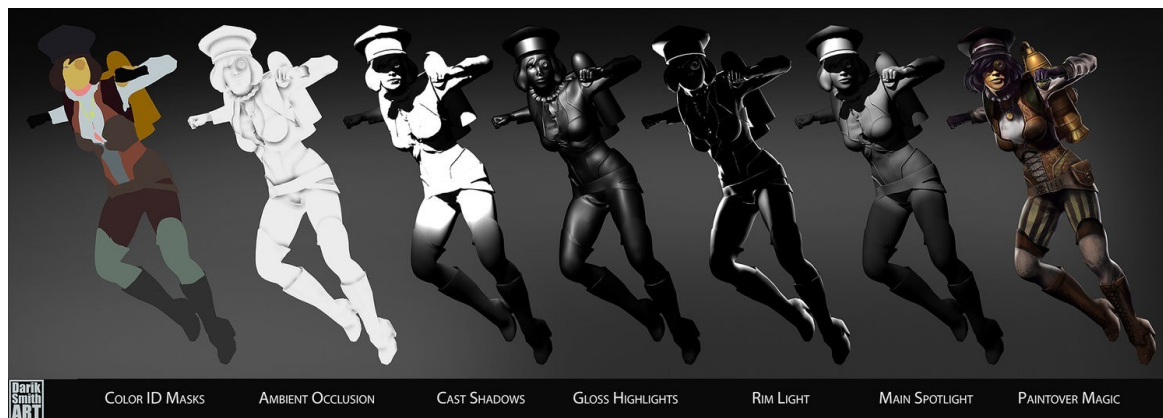 Darik
Smith
ART
COLOR ID MASKS
AMBIENT OCCLUSION
CAST SHADOWS
GLOSS HIGHLIGHTS
RIM LIGHT
MAIN SPOTLIGHT
PAINTOVER MAGIC